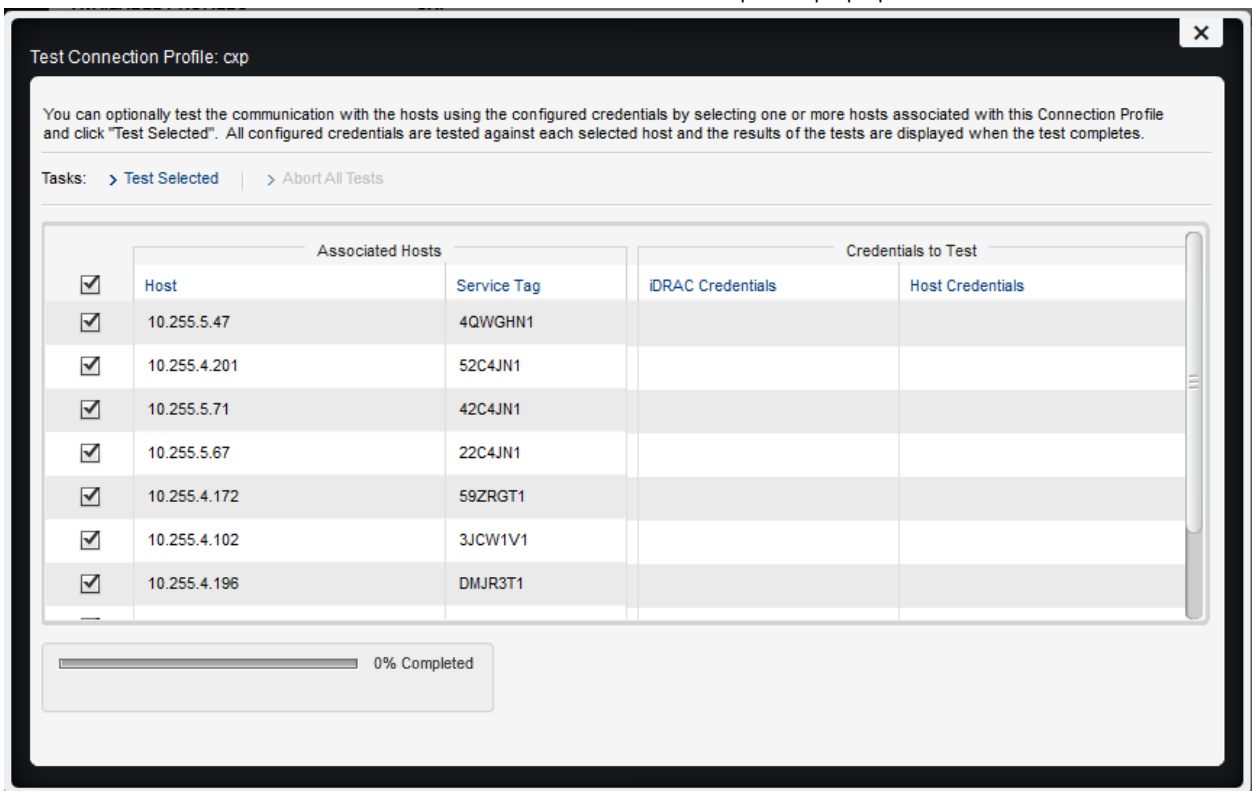 Test Connection Profile: cxp
You can optionally test the communication with the hosts using the configured credentials by selecting one or more hosts associated with this Connection Profile
and click "Test Selected". All configured credentials are tested against each selected host and the results of the tests are displayed when the test completes.
Tasks: > Test Selected | > Abort All Tests
Associated Hosts Credentials to Test
Host Service Tag iDRAC Credentials Host Credentials
10.255.5.47 4QWGHN1
10.255.4.201 52C4JN1
10.255.5.71 42C4JN1
10.255.5.67 22C4JN1
10.255.4.172 59ZRGT1
10.255.4.102 3JCW1V1
10.255.4.196 DMJR3T1
0% Completed